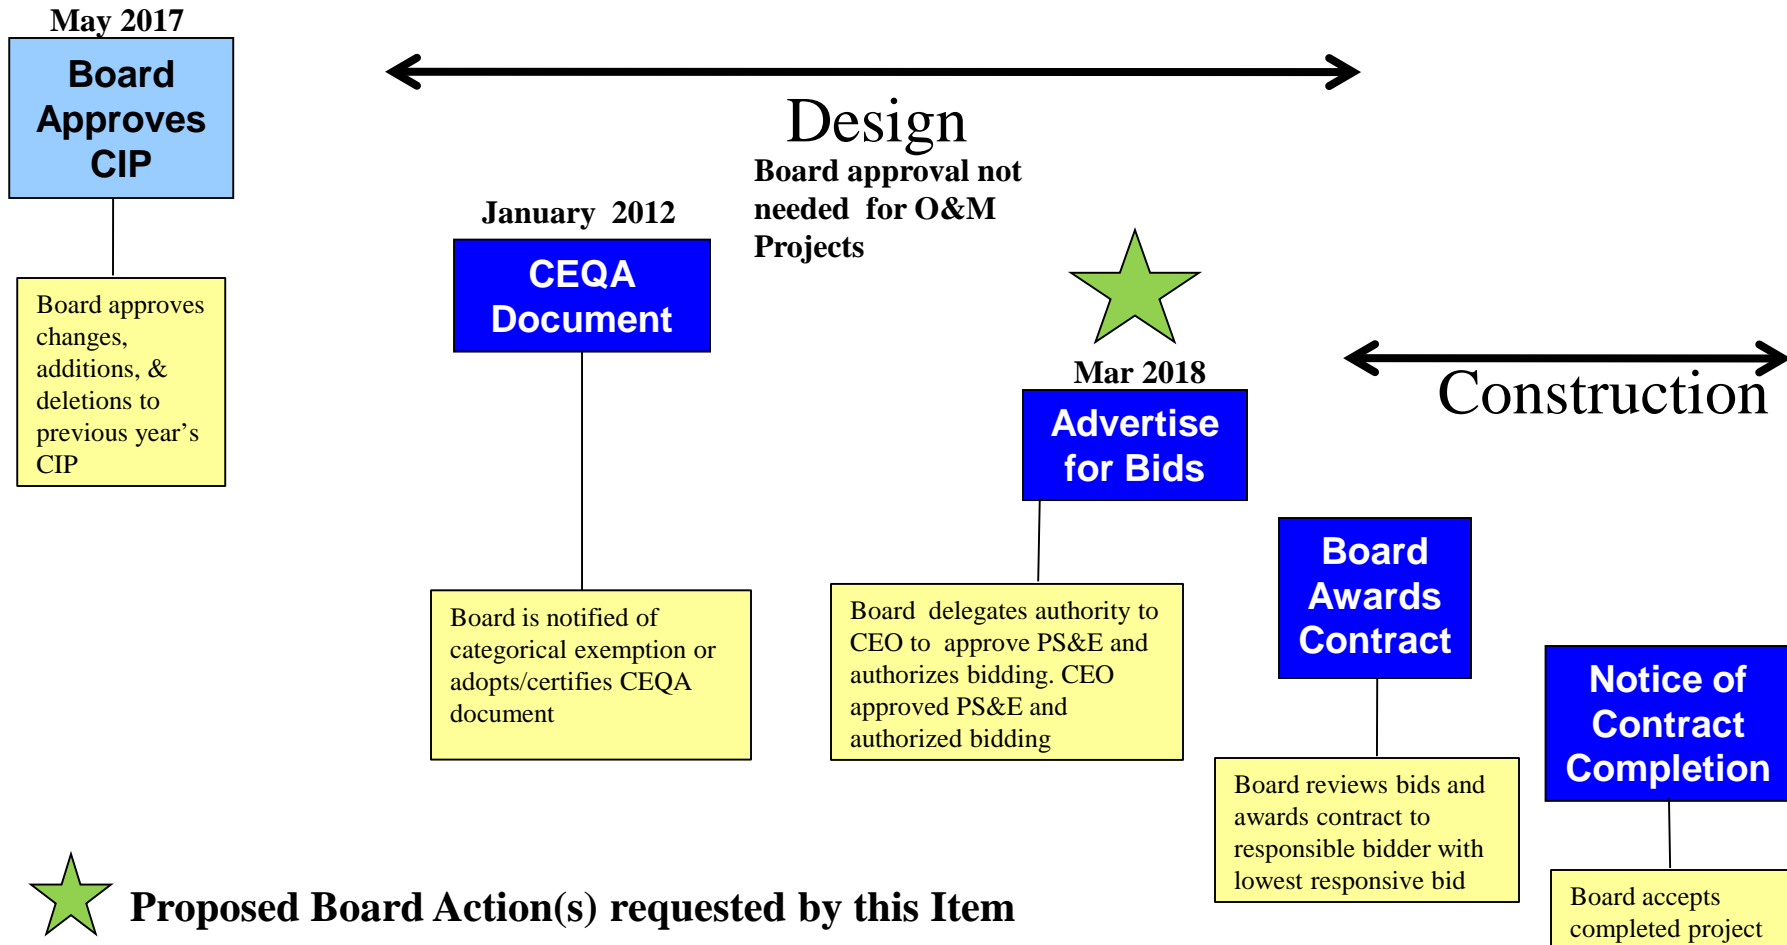 May 2017
Board
Approves
CIP
Board approves
changes,
additions, &
deletions to
previous year's
CIP
Design
Board approval not
needed for O&M
Projects
January 2012
CEQA
Document
Board is notified of
categorical exemption or
adopts/certifies CEQA
document
Mar 2018
Advertise
for Bids
Board delegates authority to
CEO to approve PS&E and
authorizes bidding. CEO
approved PS&E and
authorized bidding
Construction
Board
Awards
Contract
Board reviews bids and
awards contract to
responsible bidder with
lowest responsive bid
Notice of
Contract
Completion
Board accepts
completed project
Proposed Board Action(s) requested by this Item